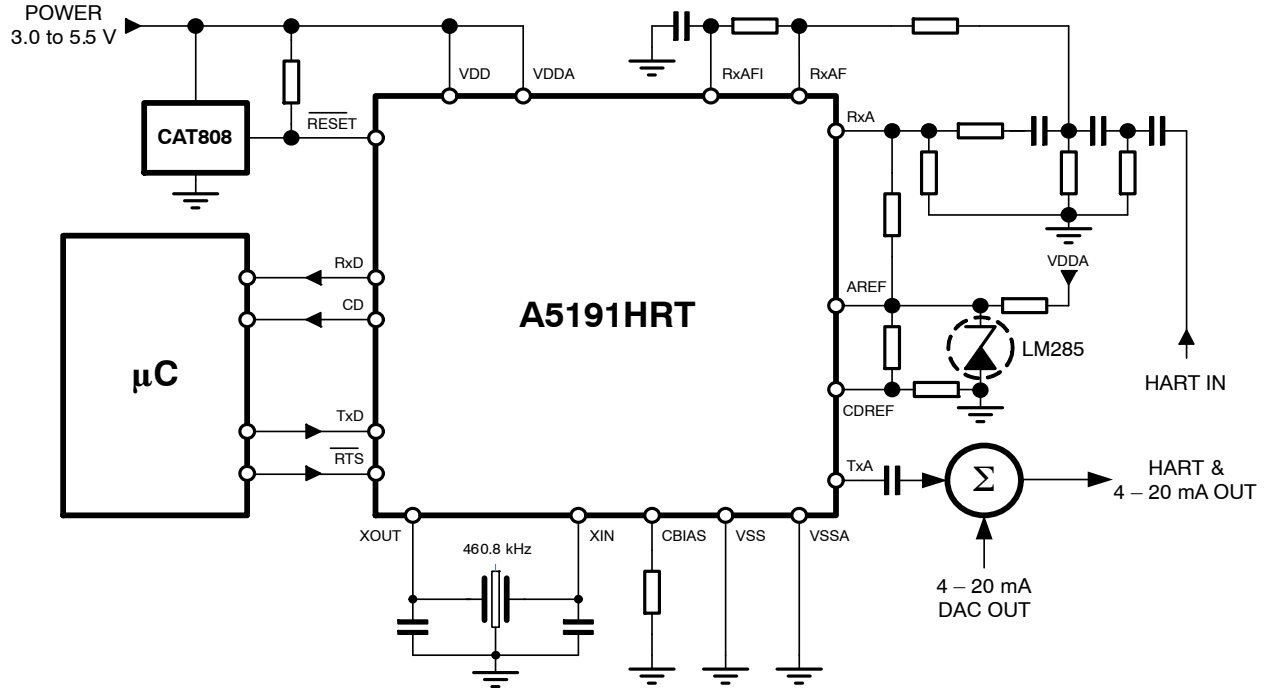 POWER
3.0 to 5.5 V
VDD
VDDA
RxAFI
RxAF
CAT808
RESET
RxA
RxD
CD
A5191HRT
AREF
VDDA
LM285
HART IN
μC
CDREF
TxD
RTS
TxA
Σ
HART &
4 – 20 mA OUT
XOUT
XIN
CBIAS
VSS
VSSA
460.8 kHz
4 – 20 mA
DAC OUT